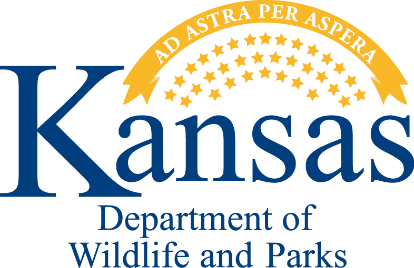 AD ASTRA PER ASPERA
Kansas
Department of
Wildlife and Parks